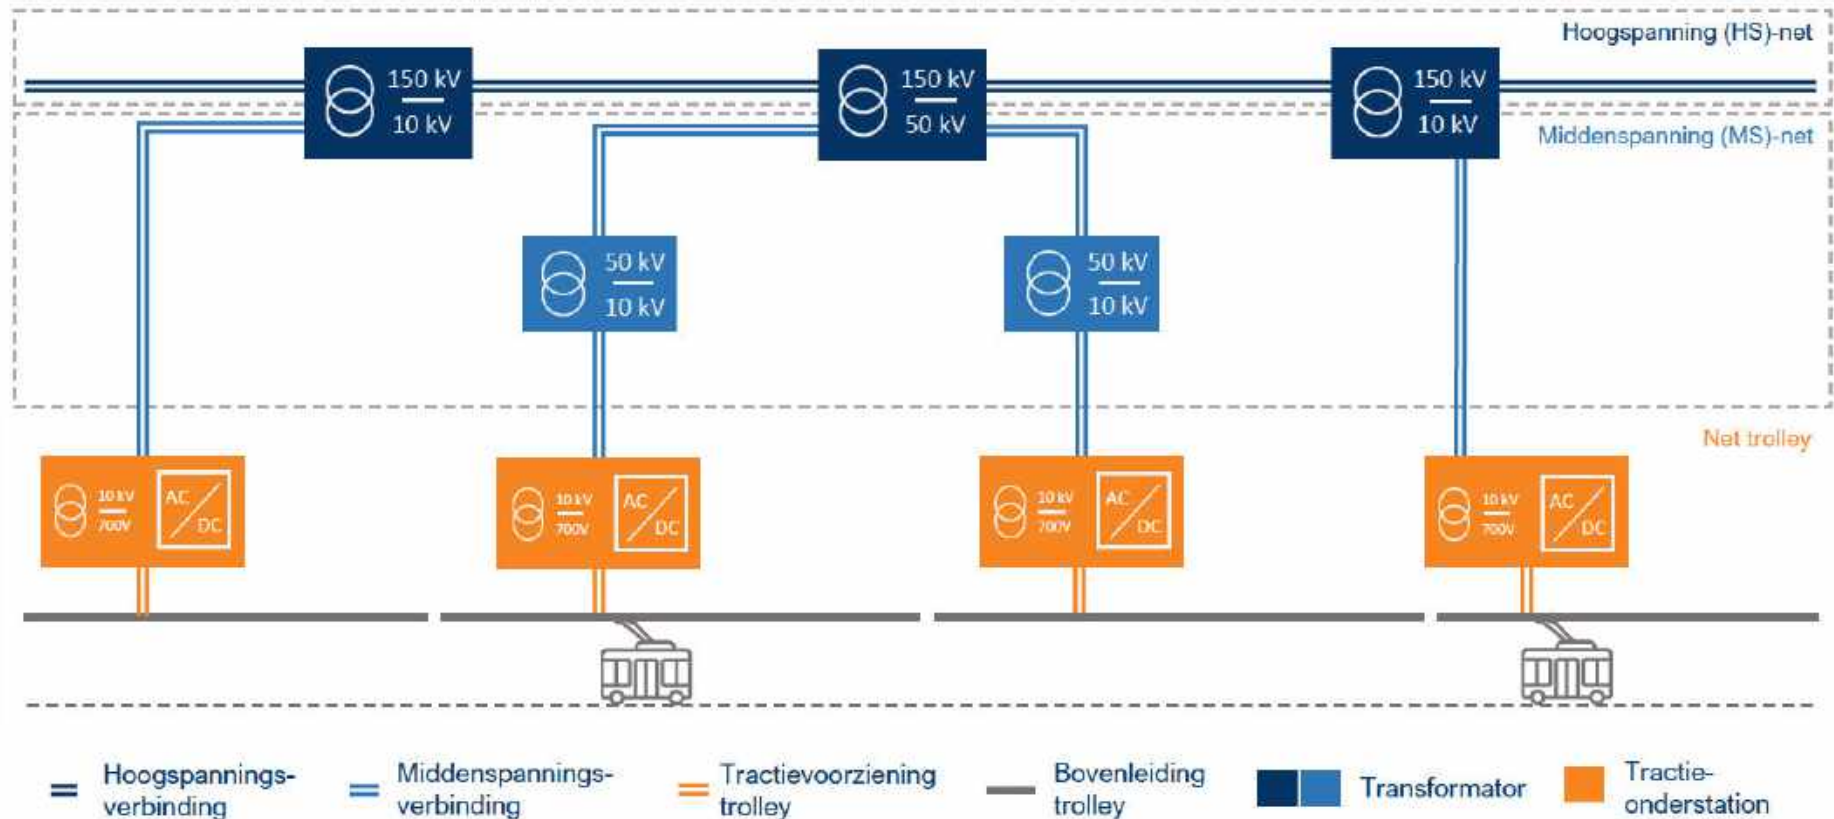 Hoogspanning (HS)-net
150 kV
10 kV
150 kV
50 kV
150 kV
10 kV
Middenspanning (MS)-net
50 kV
10 kV
50 kV
10 kV
Net trolley
10 kV
700V
AC
DC
10 kV
700V
AC
DC
10 kV
700V
AC
DC
10 kV
700V
AC
DC
Hoogspannings-
verbinding
Middenspannings-
verbinding
Tractievoorziening
trolley
Bovenleiding
trolley
Transformator
Tractie-
onderstation